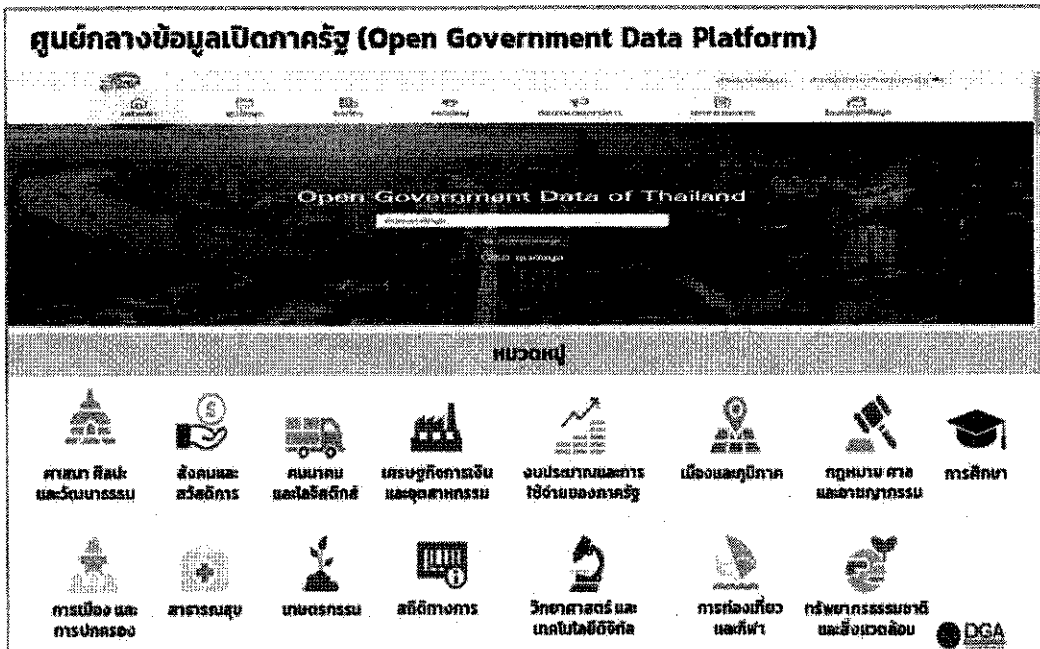 ศูนย์กลางข้อมูลเปิดภาครัฐ (Open Government Data Platform)
Open Government Data of Thailand
หมวดหมู่
ศาสนา ศิลปะ
และวัฒนธรรม
สังคมและ
สวัสดิการ
คมนาคม
และโลจิสติกส์
เศรษฐกิจการเงิน
และอุตสาหกรรม
งบประมาณและการ
ใช้จ่ายของภาครัฐ
เมืองและภูมิภาค
กฎหมาย ศาล
และอาชญากรรม
การศึกษา
การเมือง และ
การปกครอง
สาธารณสุข
เกษตรกรรม
สถิติทางการ
วิทยาศาสตร์ และ
เทคโนโลยีดิจิทัล
การท่องเที่ยว
และกีฬา
ทรัพยากรธรรมชาติ
และสิ่งแวดล้อม
DGA